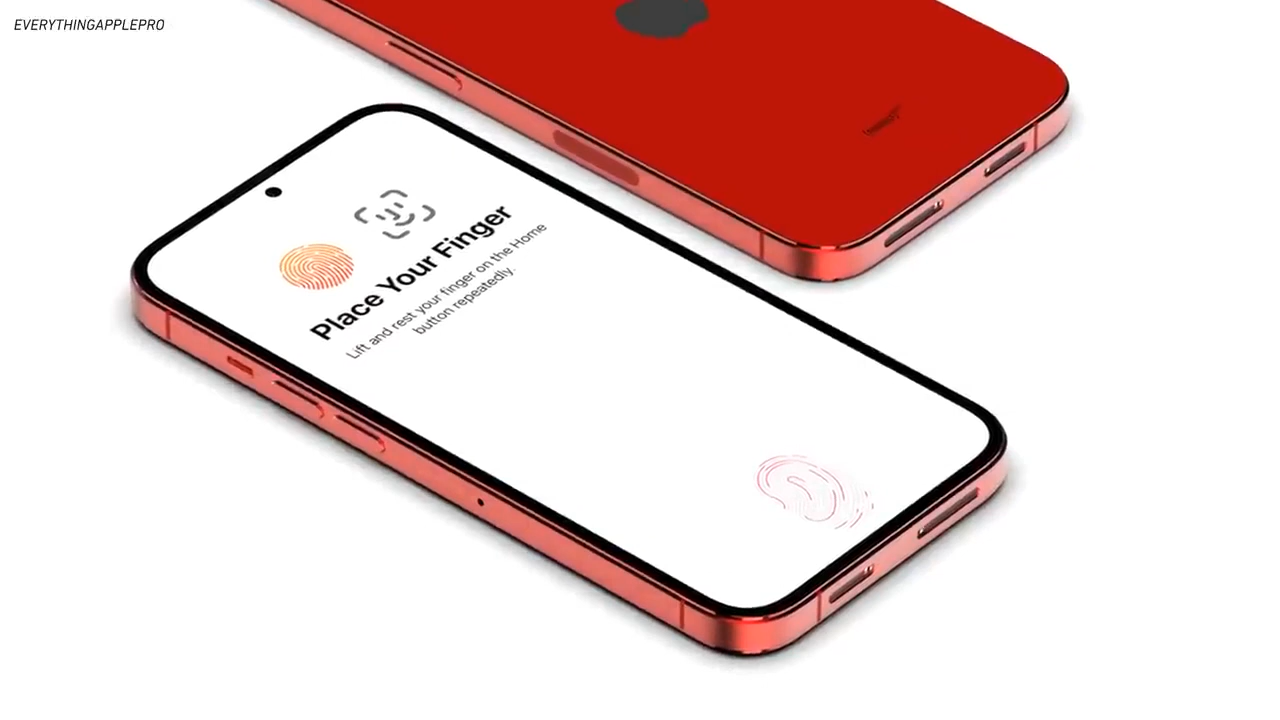 EVERYTHINGAPPLEPRO
Place Your Finger
Lift and rest your finger on the Home
button repeatedly.